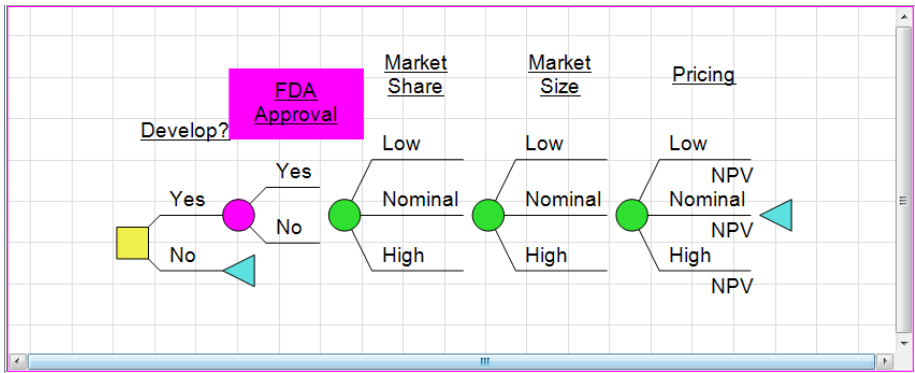 Market
Share
Market
Size
Pricing
FDA
Approval
Develop?
Low
Low
Low
NPV
Yes
Yes
Nominal
Nominal
Nominal
NPV
No
No
High
High
High
NPV